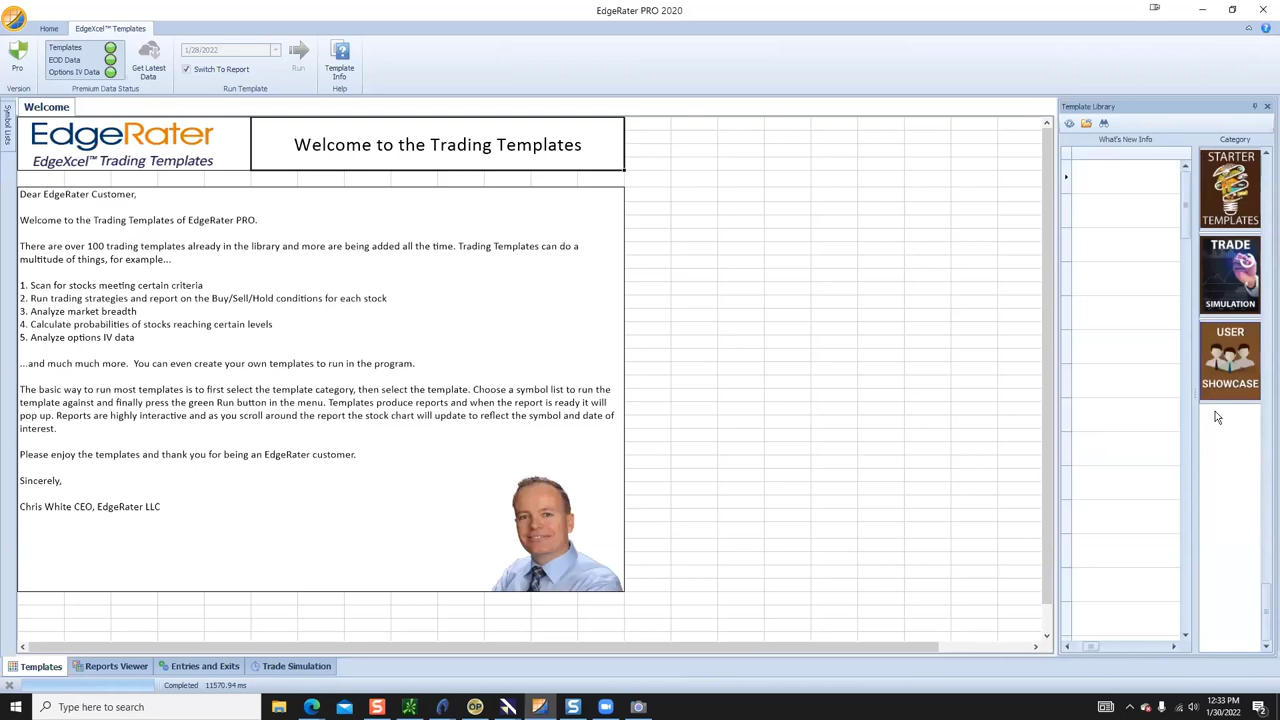 EdgeRater PRO 2020
Home
EdgeXcel™ Templates
Pro
Version
Templates
EOD Data
Options IV Data
Get Latest
Data
Premium Data Status
1/28/2022
Switch To Report
Run
Run Template
Template
Info
Help
Symbol Lists
Welcome
EdgeRater
EdgeXcel™ Trading Templates
Welcome to the Trading Templates
Dear EdgeRater Customer,
Welcome to the Trading Templates of EdgeRater PRO.
There are over 100 trading templates already in the library and more are being added all the time. Trading Templates can do a
multitude of things, for example...
1. Scan for stocks meeting certain criteria
2. Run trading strategies and report on the Buy/Sell/Hold conditions for each stock
3. Analyze market breadth
4. Calculate probabilities of stocks reaching certain levels
5. Analyze options IV data
...and much much more.  You can even create your own templates to run in the program.
The basic way to run most templates is to first select the template category, then select the template. Choose a symbol list to run the
template against and finally press the green Run button in the menu. Templates produce reports and when the report is ready it will
pop up. Reports are highly interactive and as you scroll around the report the stock chart will update to reflect the symbol and date of
interest.
Please enjoy the templates and thank you for being an EdgeRater customer.
Sincerely,
Chris White CEO, EdgeRater LLC
Template Library
What's New Info
Category
STARTER
TEMPLATES
TRADE
SIMULATION
USER
SHOWCASE
Templates
Reports Viewer
Entries and Exits
Trade Simulation
Completed
11570.94 ms
Type here to search
OP
12:33 PM
1/30/2022